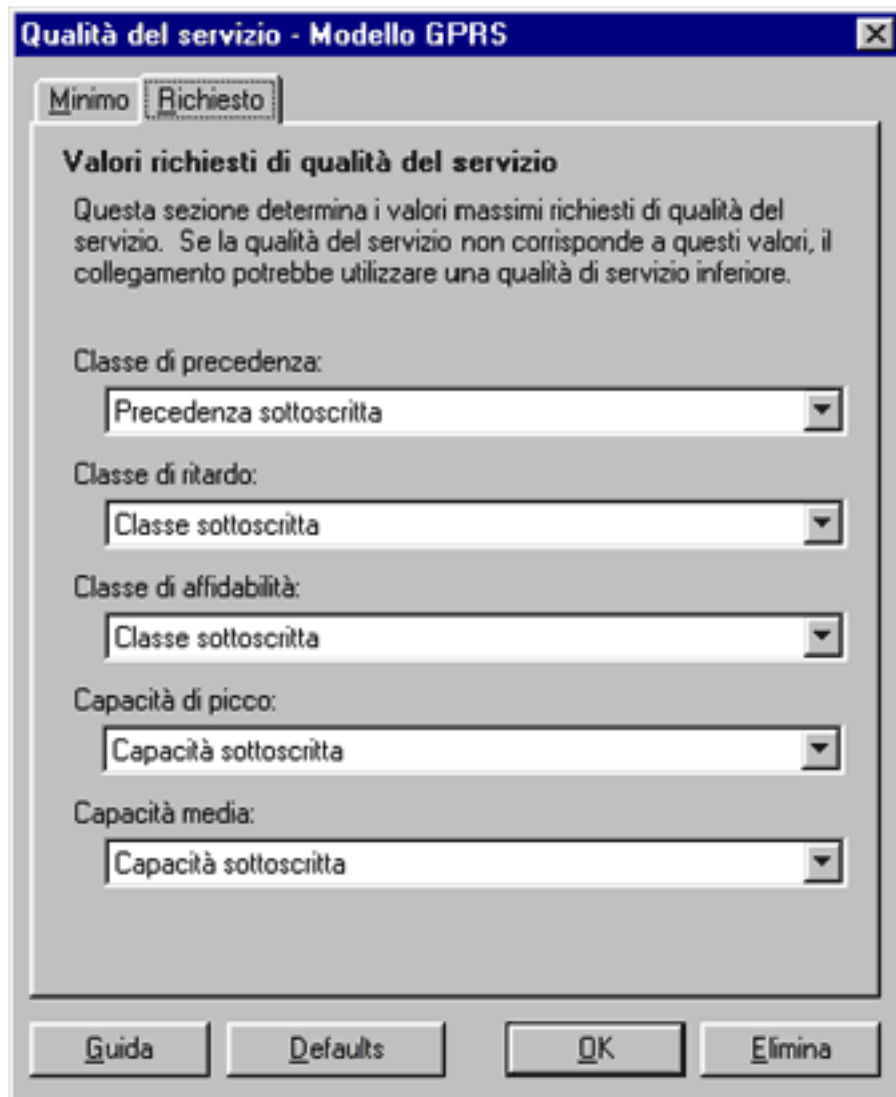 Qualità del servizio - Modello GPRS
Minimo Richiesto
Valori richiesti di qualità del servizio
Questa sezione determina i valori massimi richiesti di qualità del
servizio. Se la qualità del servizio non corrisponde a questi valori, il
collegamento potrebbe utilizzare una qualità di servizio inferiore.
Classe di precedenza:
Precedenza sottoscritta
Classe di ritardo:
Classe sottoscritta
Classe di affidabilità:
Classe sottoscritta
Capacità di picco:
Capacità sottoscritta
Capacità media:
Capacità sottoscritta
Guida Defaults OK Elimina